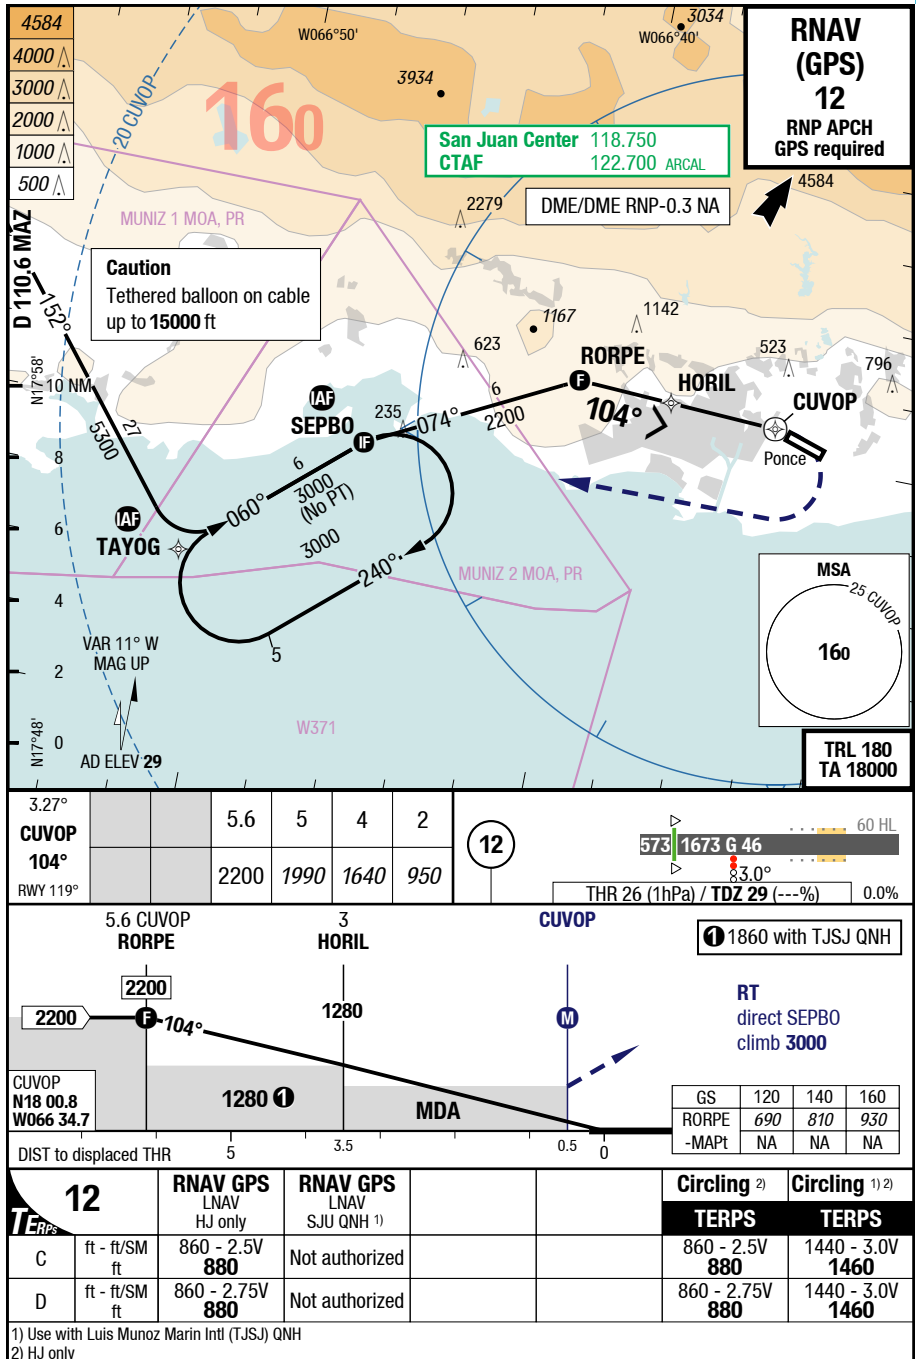 4584
4000
3000
2000
1000
500
W066°50'
3934
3034
W066°40'
RNAV
(GPS)
12
RNP APCH
GPS required
20 CUVOP
160
San Juan Center 118.750
CTAF 122.700 ARCAL
DME/DME RNP-0.3 NA
4584
2279
MUNIZ 1 MOA, PR
D 110.6 MAZ
Caution
Tethered balloon on cable
up to 15000 ft
152°
1167
1142
623
523
796
RORPE
F
HORIL
CUVOP
Ponce
N17°58'
10 NM
27
5300
IAF
SEPBO
IF
235
074°
6
2200
104°
8
6
060°
6
3000
(No PT)
3000
240°
IAF
TAYOG
MUNIZ 2 MOA, PR
4
5
VAR 11° W
MAG UP
2
W371
N17°48'
0
AD ELEV 29
MSA
25 CUVOP
160
TRL 180
TA 18000
3.27°
CUVOP
104°
RWY 119°
5.6 5 4 2
2200 1990 1640 950
12
60 HL
573 1673 G 46
3.0°
THR 26 (1hPa) / TDZ 29 (---%) 0.0%
5.6 CUVOP 3 CUVOP
RORPE HORIL
1 1860 with TJSJ QNH
2200
2200
F
104°
1280
M
RT
direct SEPBO
climb 3000
CUVOP
N18 00.8
W066 34.7
1280 1
MDA
GS 120 140 160
RORPE 690 810 930
-MAPt NA NA NA
DIST to displaced THR 5 3.5 0.5 0
TERPs 12
RNAV GPS
LNAV
HJ only
RNAV GPS
LNAV
SJU QNH 1)
Circling 2)
TERPS
Circling 1) 2)
TERPS
C ft - ft/SM 860 - 2.5V Not authorized 860 - 2.5V 1440 - 3.0V
ft 880 880 1460
D ft - ft/SM 860 - 2.75V Not authorized 860 - 2.75V 1440 - 3.0V
ft 880 880 1460
1) Use with Luis Munoz Marin Intl (TJSJ) QNH
2) HJ only